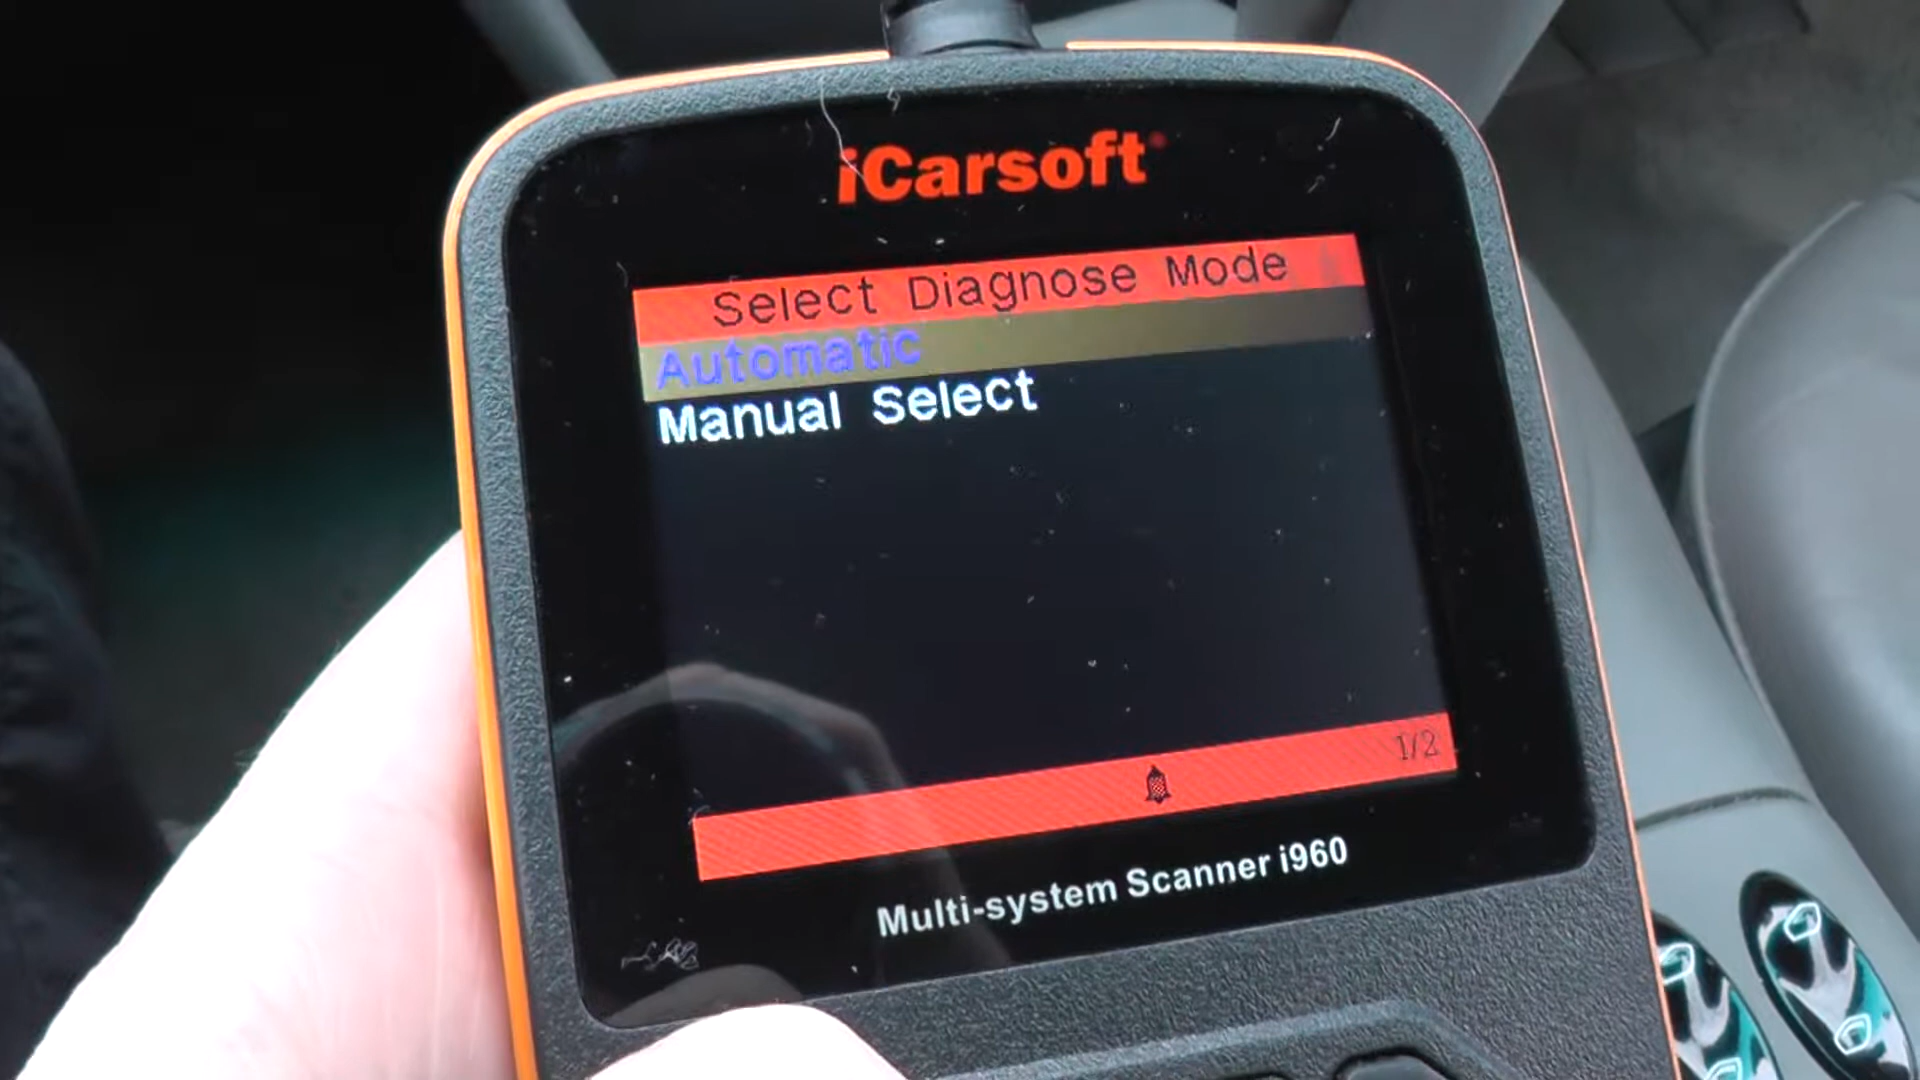 iCarsoft
Select Diagnose Mode
Automatic
Manual Select
1/2
Multi-system Scanner i960